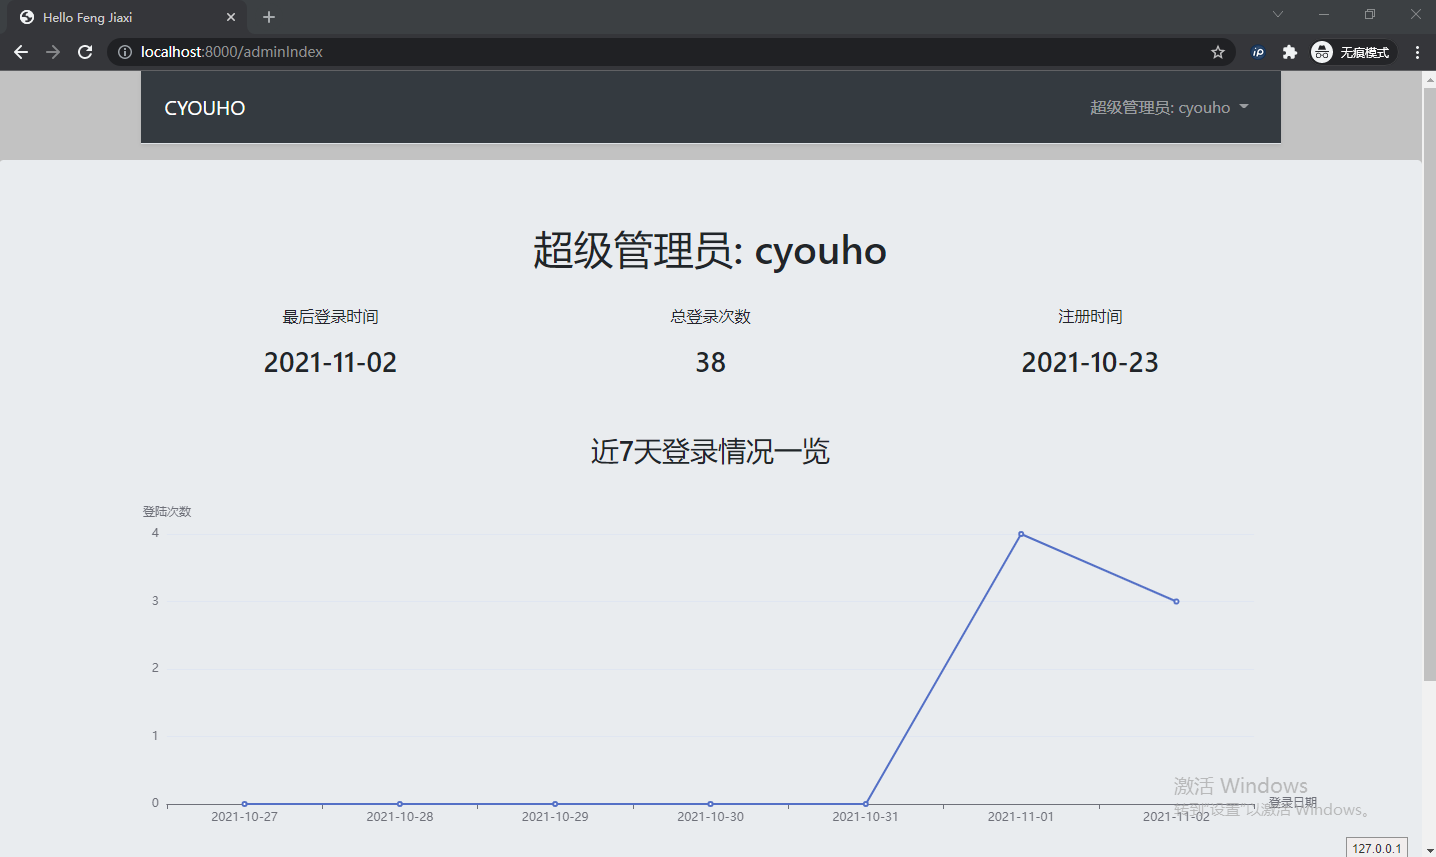 Hello Feng Jiaxi
localhost:8000/adminIndex
iP
无痕模式
CYOUHO
超级管理员: cyouho
超级管理员: cyouho
最后登录时间
总登录次数
注册时间
2021-11-02
38
2021-10-23
近7天登录情况一览
登陆次数
4
3
2
1
0
激活 Windows
登录日期
转到“设置”以激活 Windows。
2021-10-27
2021-10-28
2021-10-29
2021-10-30
2021-10-31
2021-11-01
2021-11-02
127.0.0.1